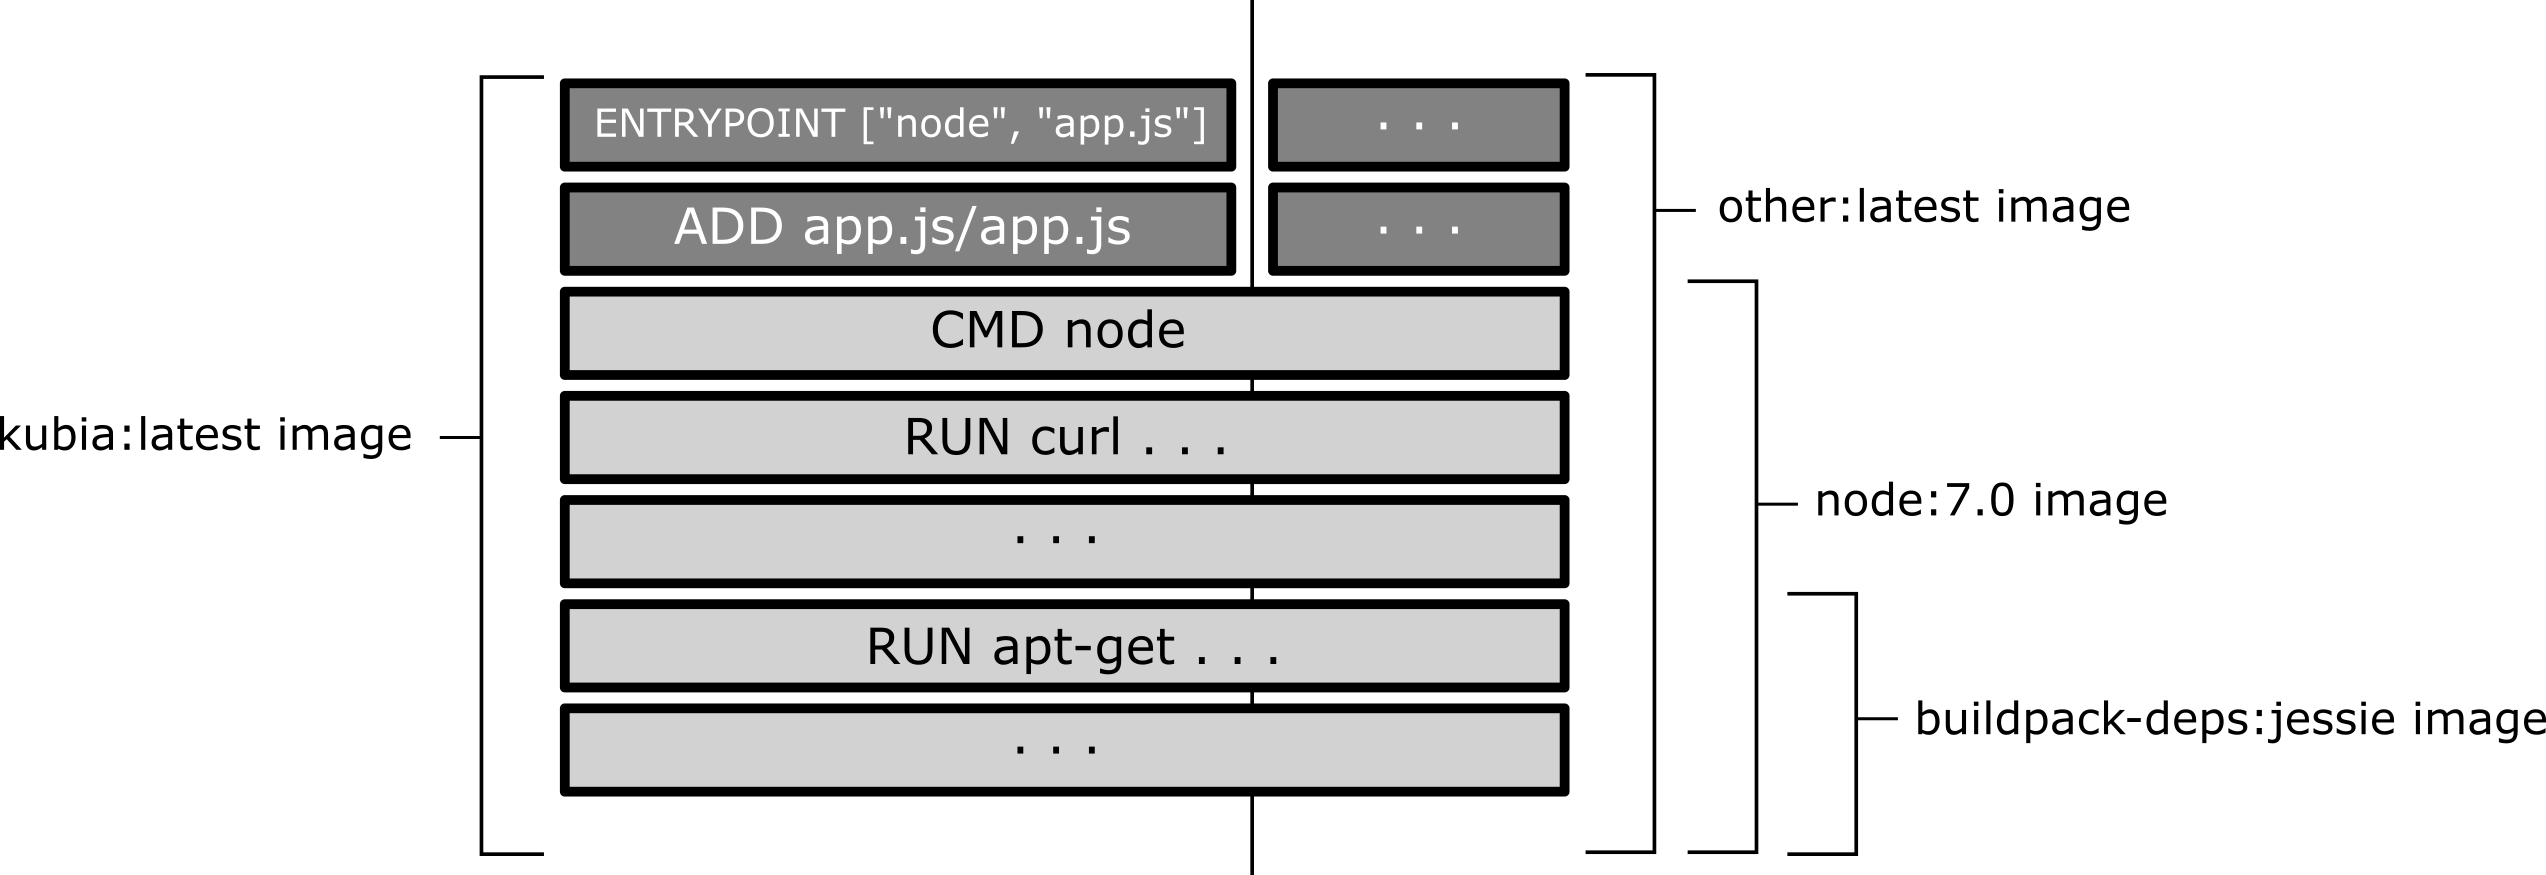 ENTRYPOINT ["node", "app.js"]
. . .
ADD app.js/app.js
. . .
other:latest image
CMD node
kubia:latest image
RUN curl . . .
node:7.0 image
. . .
RUN apt-get . . .
buildpack-deps:jessie image
. . .